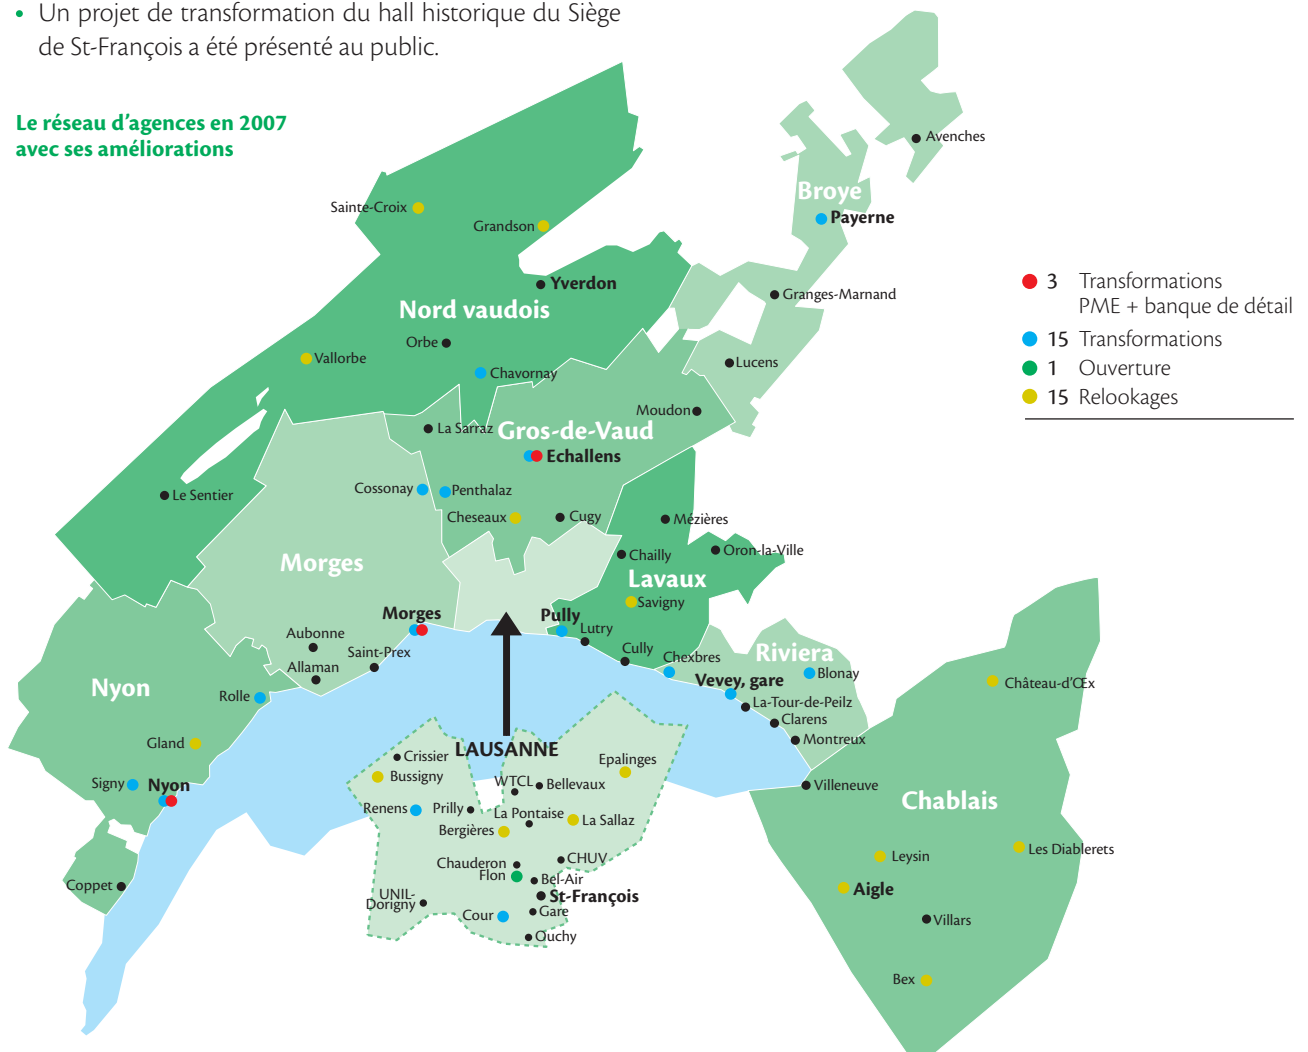 • Un projet de transformation du hall historique du Siège
de St-François a été présenté au public.
Le réseau d’agences en 2007
avec ses améliorations
Avenches
Broye
Payerne
Sainte-Croix
Grandson
Yverdon
Granges-Marnand
Nord vaudois
Orbe
Vallorbe
Chavornay
Lucens
3 Transformations
PME + banque de détail
15 Transformations
1 Ouverture
15 Relookages
Moudon
La Sarraz
Gros-de-Vaud
Echallens
Le Sentier
Cossonay
Penthalaz
Cheseaux
Cugy
Mézières
Chailly
Oron-la-Ville
Morges
Lavaux
Savigny
Morges
Pully
Lutry
Aubonne
Saint-Prex
Allaman
Cully
Chexbres
Riviera
Vevey, gare
Blonay
La-Tour-de-Peilz
Clarens
Montreux
Villeneuve
Château-d’Œx
Nyon
Rolle
Gland
Signy
Nyon
Coppet
LAUSANNE
Crissier
Bussigny
Epalinges
WTCL
Bellevaux
Renens
Prilly
La Pontaise
La Sallaz
Bergières
Chauderon
CHUV
Flon
Bel-Air
UNIL-
Dorigny
St-François
Cour
Gare
Ouchy
Chablais
Leysin
Les Diablerets
Aigle
Villars
Bex